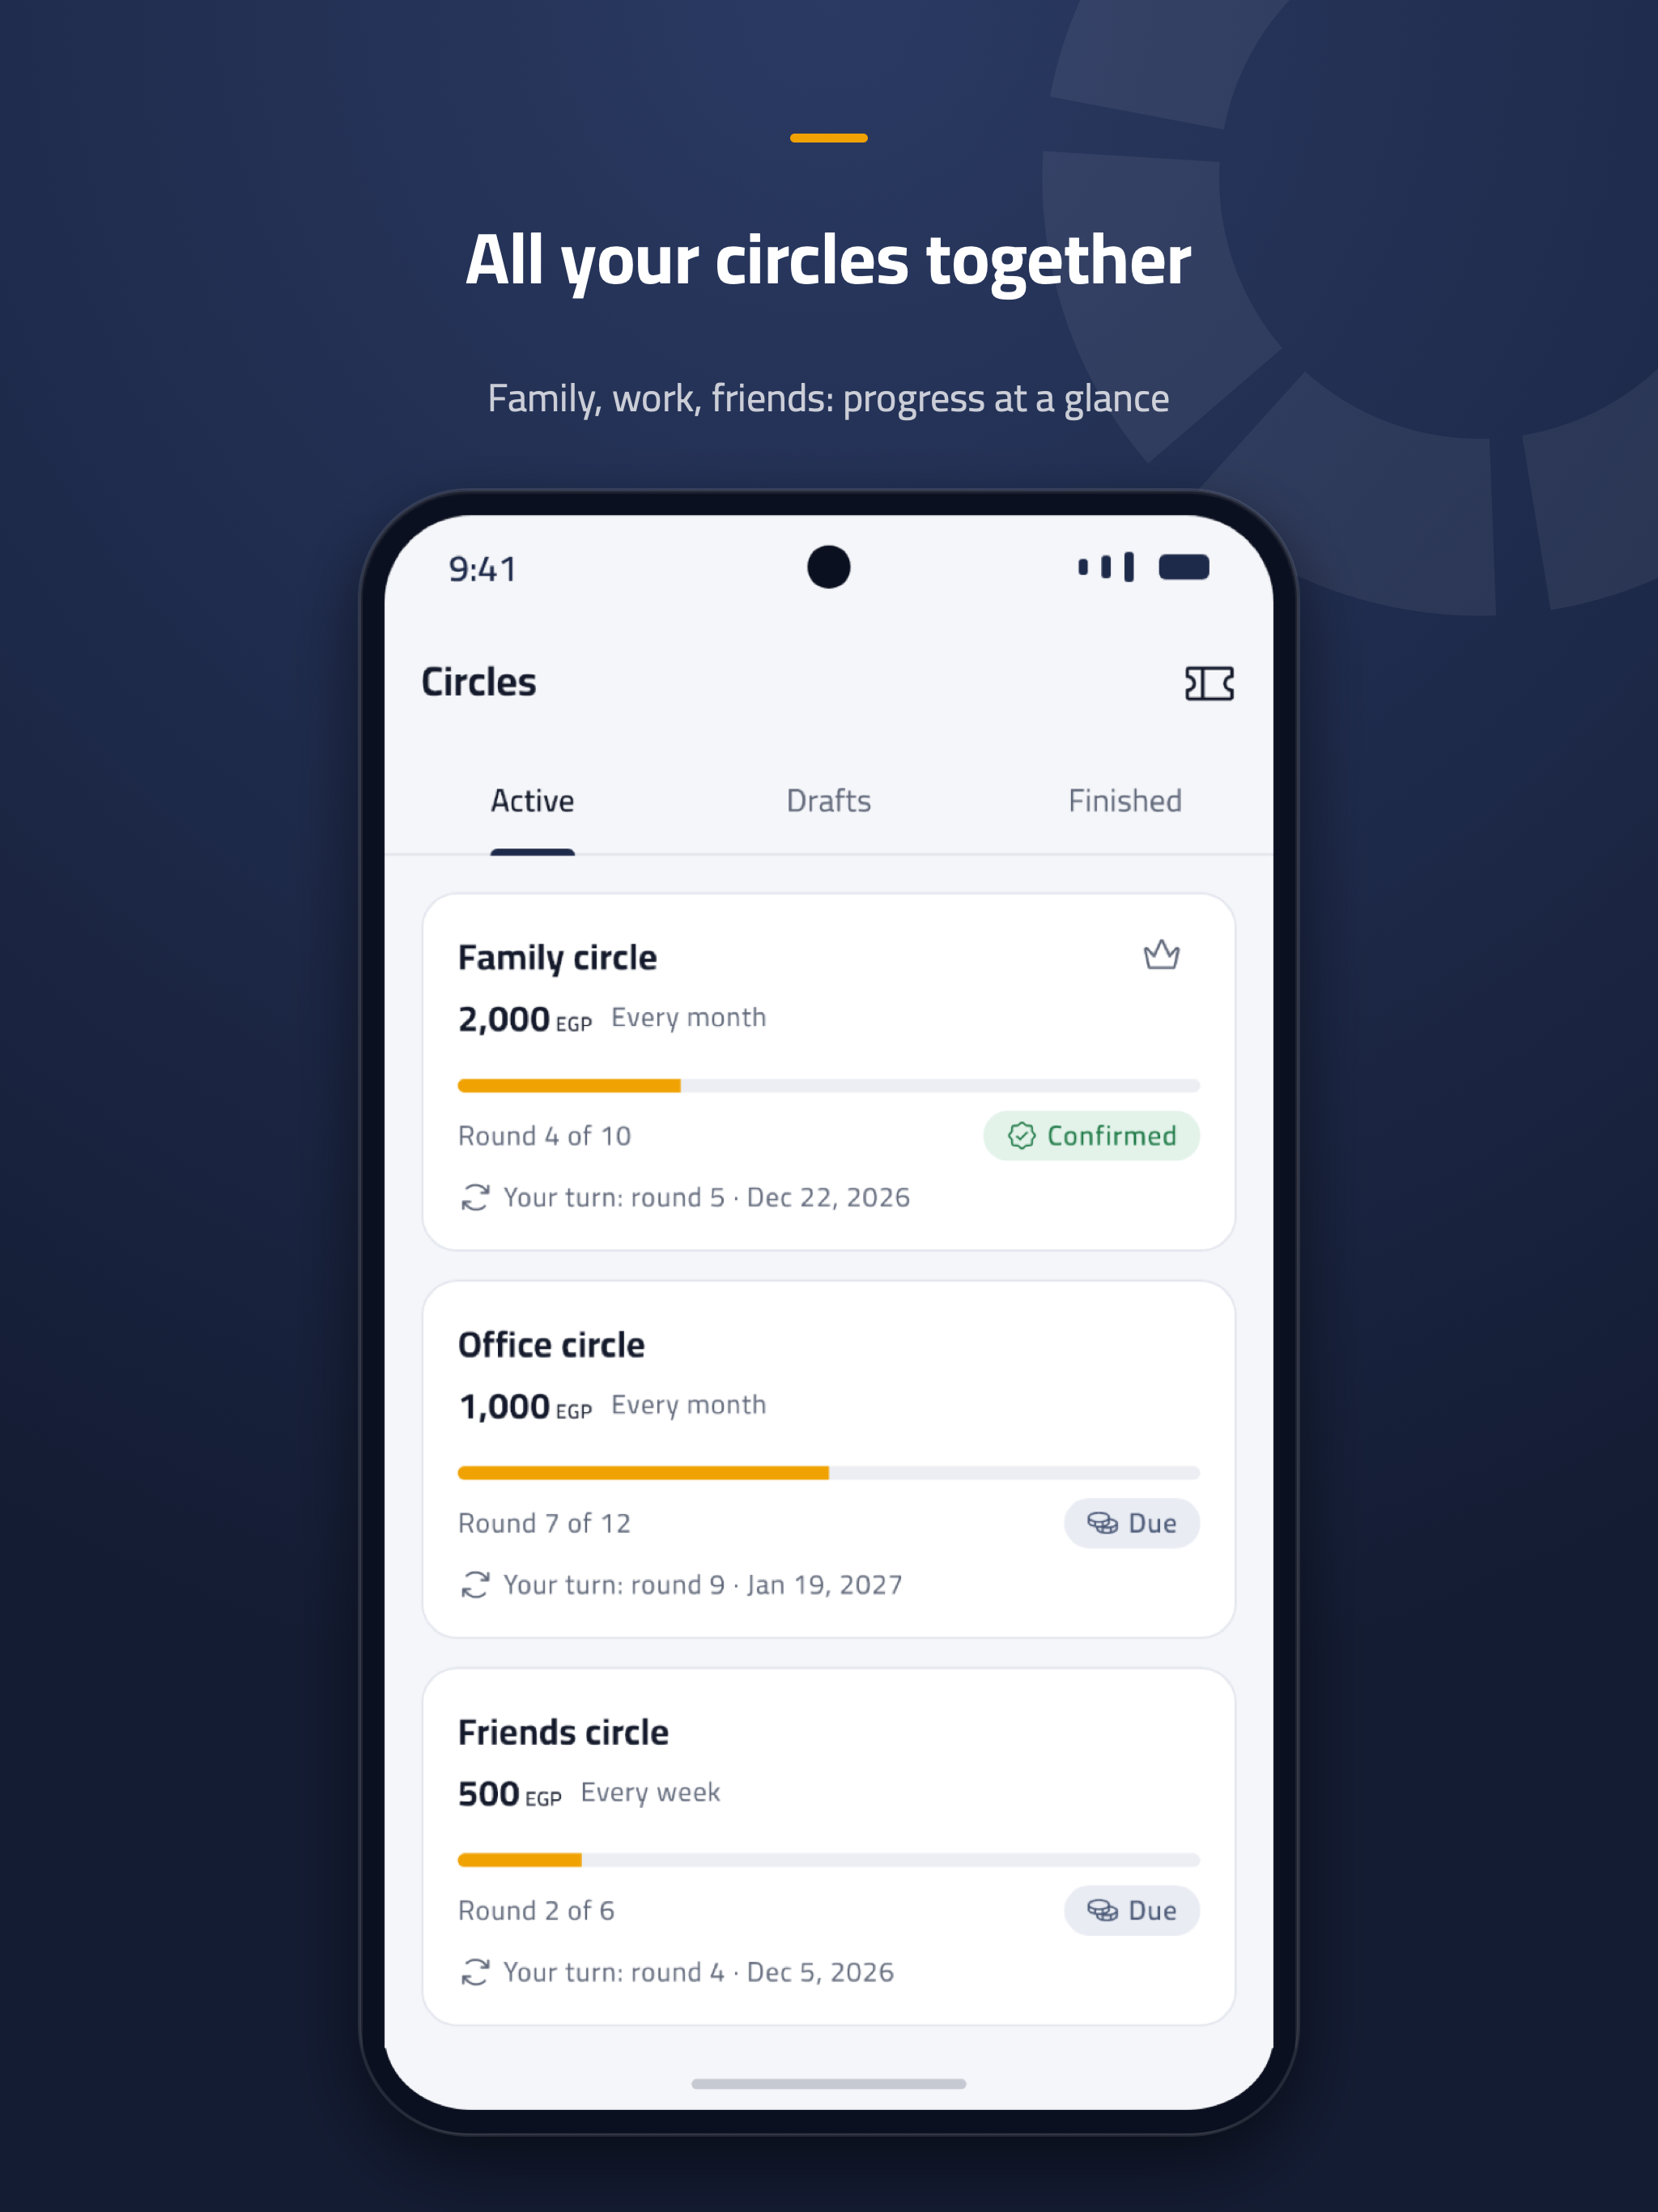 All your circles together
Family, work, friends: progress at a glance
9:41
Circles
Active Drafts Finished
Family circle
2,000 EGP Every month
Round 4 of 10 Confirmed
Your turn: round 5 · Dec 22, 2026
Office circle
1,000 EGP Every month
Round 7 of 12 Due
Your turn: round 9 · Jan 19, 2027
Friends circle
500 EGP Every week
Round 2 of 6 Due
Your turn: round 4 · Dec 5, 2026